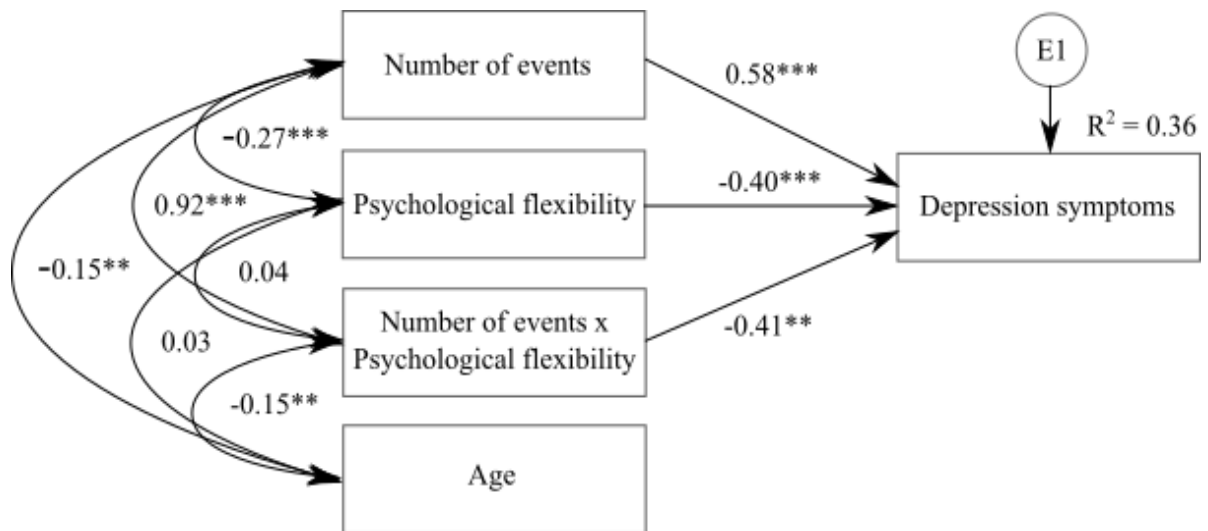 Number of events
E1
0.58***
R² = 0.36
-0.27***
Psychological flexibility
-0.40***
Depression symptoms
0.92***
-0.15**
0.04
Number of events x
Psychological flexibility
-0.41**
0.03
-0.15**
Age